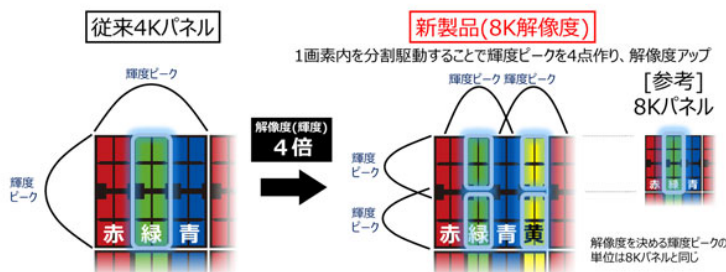 従来4Kパネル
輝度ピーク
輝度
ピーク
赤 緑 青
解像度(輝度)
4倍
新製品(8K解像度)
1画素内を分割駆動することで輝度ピークを4点作り、解像度アップ
輝度ピーク 輝度ピーク
輝度
ピーク
輝度
ピーク
赤 緑 青 黄
[参考]
8Kパネル
赤 緑 青
解像度を決める輝度ピークの
単位は8Kパネルと同じ